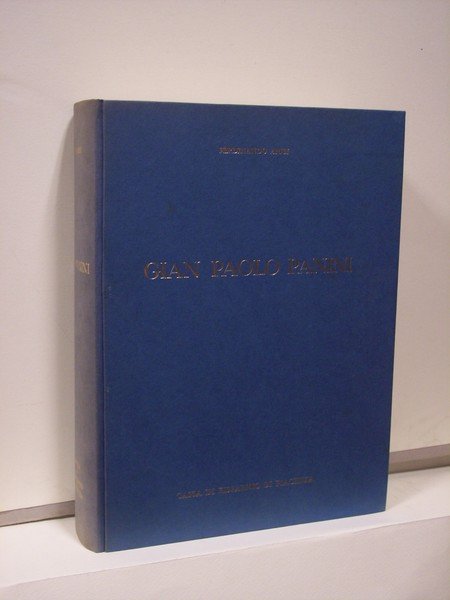 FERDINANDO ARISI
GIAN PAOLO PANINI
CASSA DI RISPARMIO DI PIACENZA